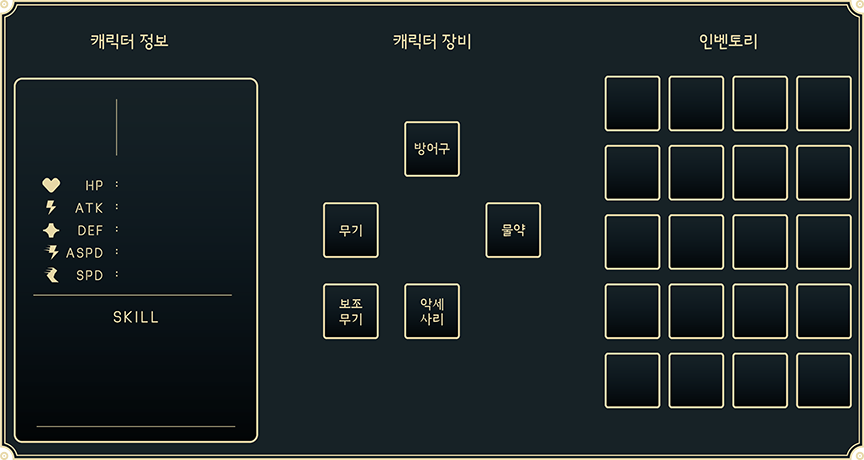 캐릭터 정보
HP :
ATK :
DEF :
ASPD :
SPD :
SKILL
캐릭터 장비
방어구
무기
물약
보조
무기
악세
사리
인벤토리